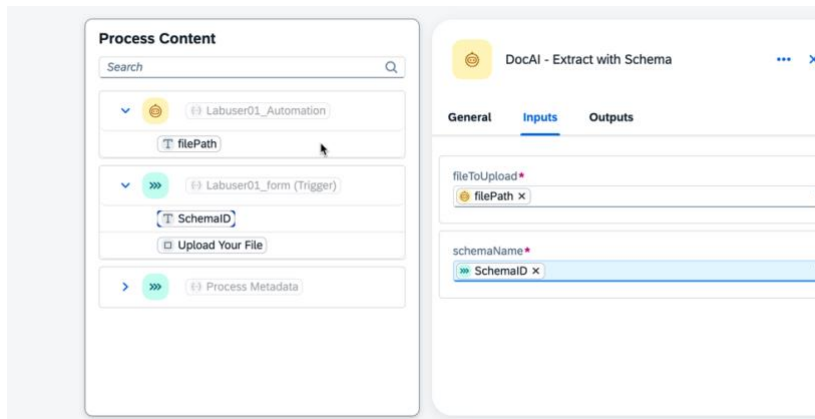 Process Content
Search
Labuser01_Automation
filePath
Labuser01_form (Trigger)
SchemaID
Upload Your File
Process Metadata
DocAI - Extract with Schema
General Inputs Outputs
fileToUpload*
filePath
schemaName*
SchemaID